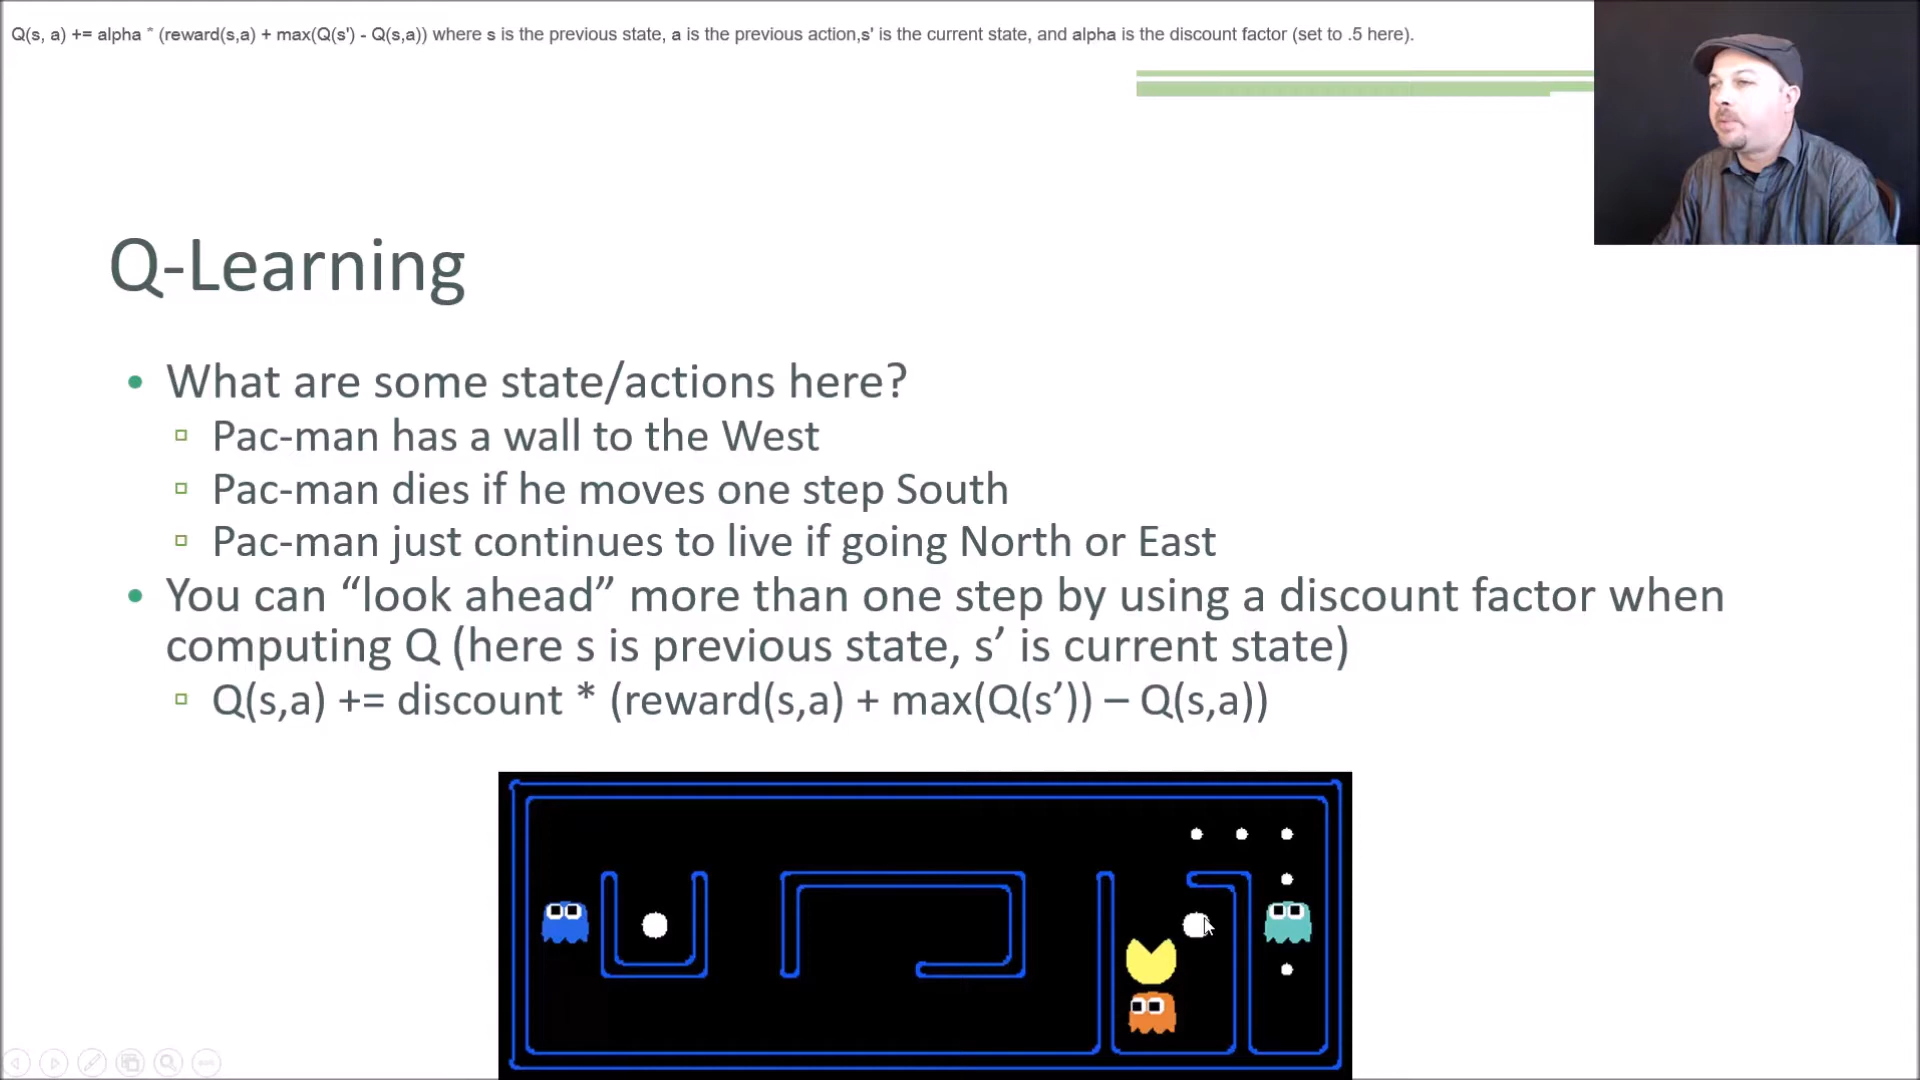 Q(s, a) += alpha * (reward(s,a) + max(Q(s') - Q(s,a)) where s is the previous state, a is the previous action,s' is the current state, and alpha is the discount factor (set to .5 here).
Q-Learning
• What are some state/actions here?
▫ Pac-man has a wall to the West
▫ Pac-man dies if he moves one step South
▫ Pac-man just continues to live if going North or East
• You can “look ahead” more than one step by using a discount factor when
computing Q (here s is previous state, s’ is current state)
▫ Q(s,a) += discount * (reward(s,a) + max(Q(s’)) – Q(s,a))